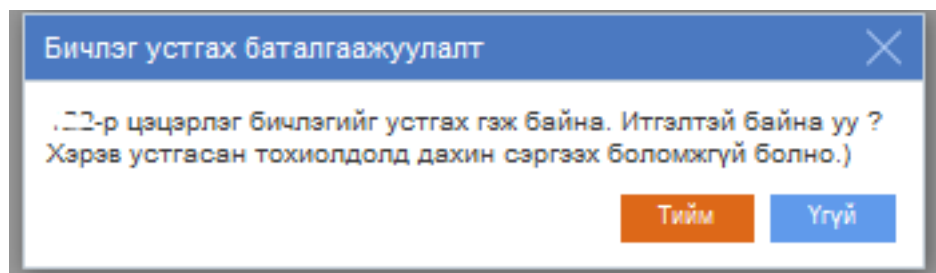 Бичлэг устгах баталгаажуулалт
цэцэрлэг бичлэгийг устгах гэж байна. Итгэлтэй байна уу ?
Хэрэв устгасан тохиолдолд дахин сэргээх боломжгүй болно.)
Тийм
Үгүй